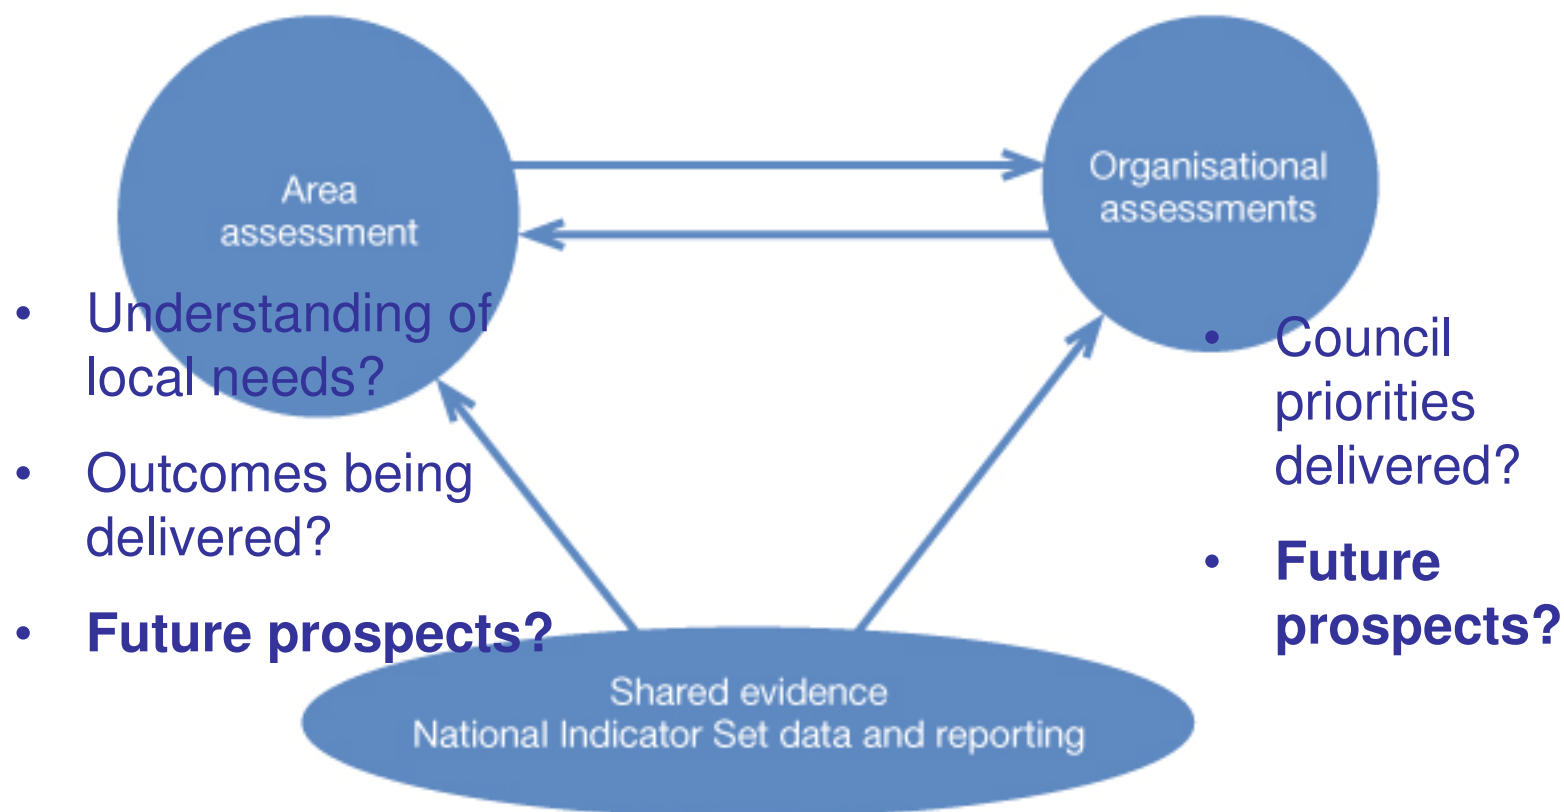 Area
assessment
Organisational
assessments
• Understanding of
local needs?
• Outcomes being
delivered?
• Future prospects?
• Council
priorities
delivered?
• Future
prospects?
Shared evidence
National Indicator Set data and reporting